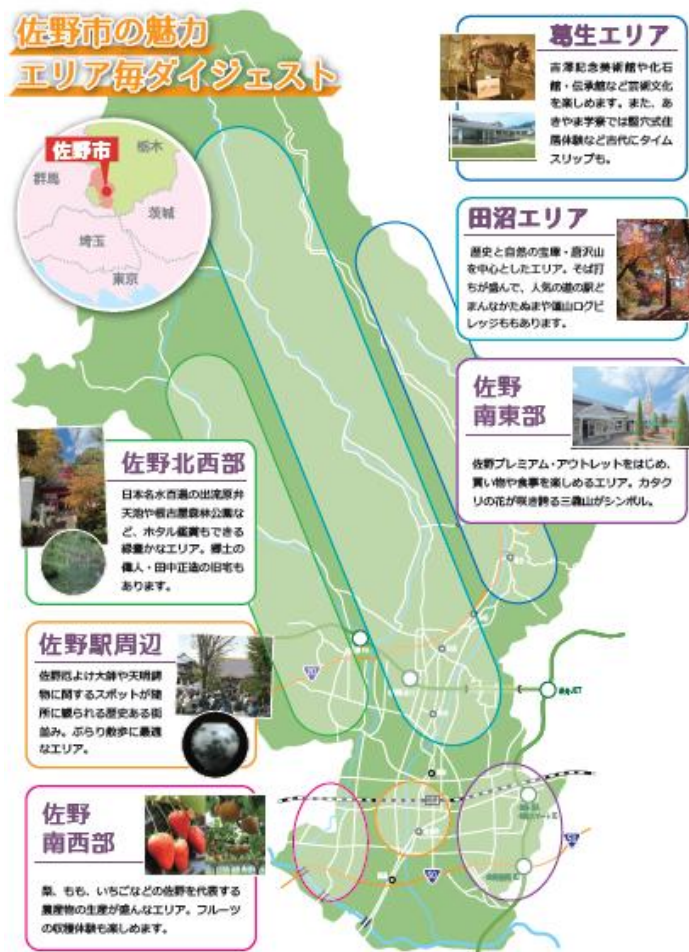 佐野市の魅力
エリア毎ダイジェスト
佐野市
栃木
群馬
茨城
埼玉
東京
葛生エリア
吉澤記念美術館や化石
館・伝承館など芸術文化
を楽しめます。また、あ
きやま学寮では竪穴式住
居体験など古代にタイム
スリップも。
田沼エリア
歴史と自然の宝庫・唐沢山
を中心としたエリア。そば打
ちが盛んで、人気の道の駅ど
まんなかたぬまや蓬山ログビ
レッジもあります。
佐野
南東部
佐野プレミアム・アウトレットをはじめ、
買い物や食事を楽しめるエリア。カタク
リの花が咲き誇る三毳山がシンボル。
佐野北西部
日本名水百選の出流原弁
天池や根古屋森林公園な
ど、ホタル鑑賞もできる
緑豊かなエリア。郷土の
偉人・田中正造の旧宅も
あります。
佐野駅周辺
佐野厄よけ大師や天明鋳
物に関するスポットが随
所に観られる歴史ある街
並み。ぶらり散歩に最適
なエリア。
佐野
南西部
梨、もも、いちごなどの佐野を代表する
農産物の生産が盛んなエリア。フルーツ
の収穫体験も楽しめます。
50
50